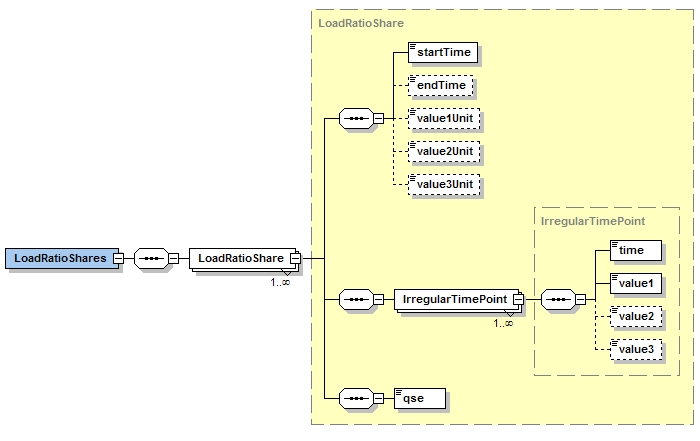 LoadRatioShare
startTime
endTime
value1Unit
value2Unit
value3Unit
LoadRatioShares
LoadRatioShare
1..∞
IrregularTimePoint
IrregularTimePoint
1..∞
time
value1
value2
value3
qse